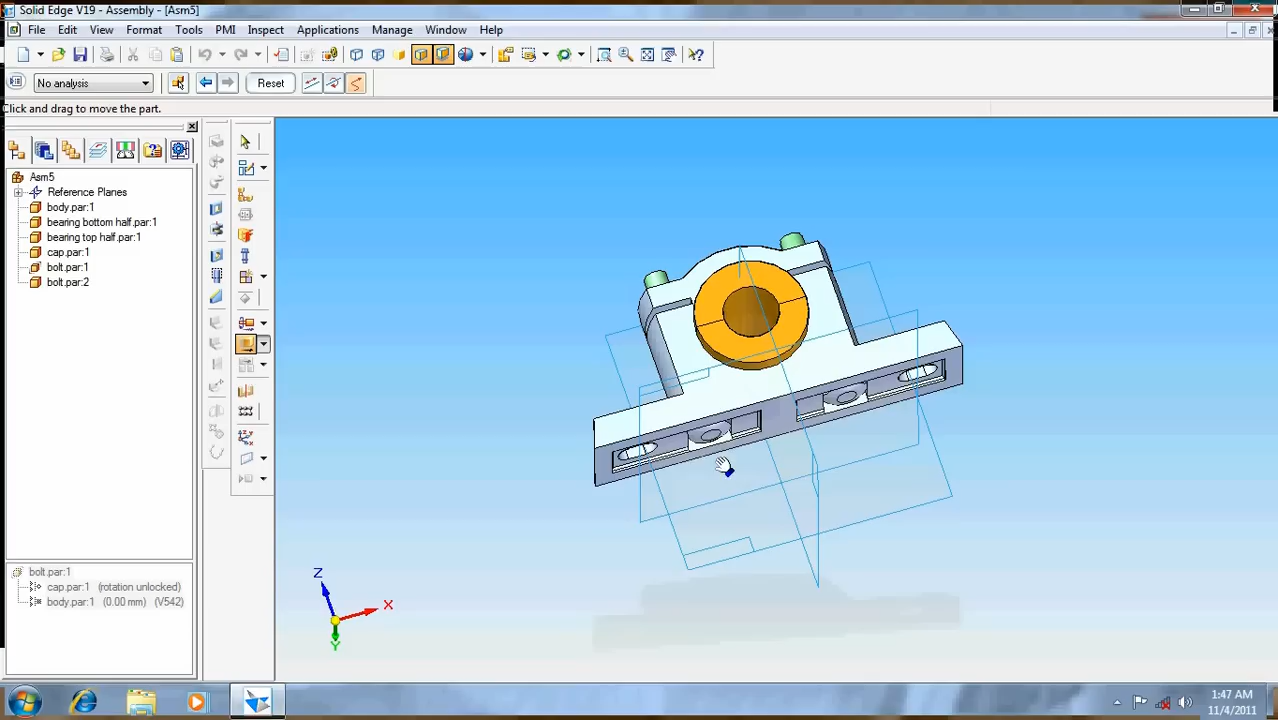 Solid Edge V19 - Assembly - [Asm5]
File Edit View Format Tools PMI Inspect Applications Manage Window Help
No analysis Reset
Click and drag to move the part.
Asm5
Reference Planes
body.par:1
bearing bottom half.par:1
bearing top half.par:1
cap.par:1
bolt.par:1
bolt.par:2
bolt.par:1
cap.par:1 (rotation unlocked)
body.par:1 (0.00 mm) (V542)
Z
X
Y
1:47 AM
11/4/2011